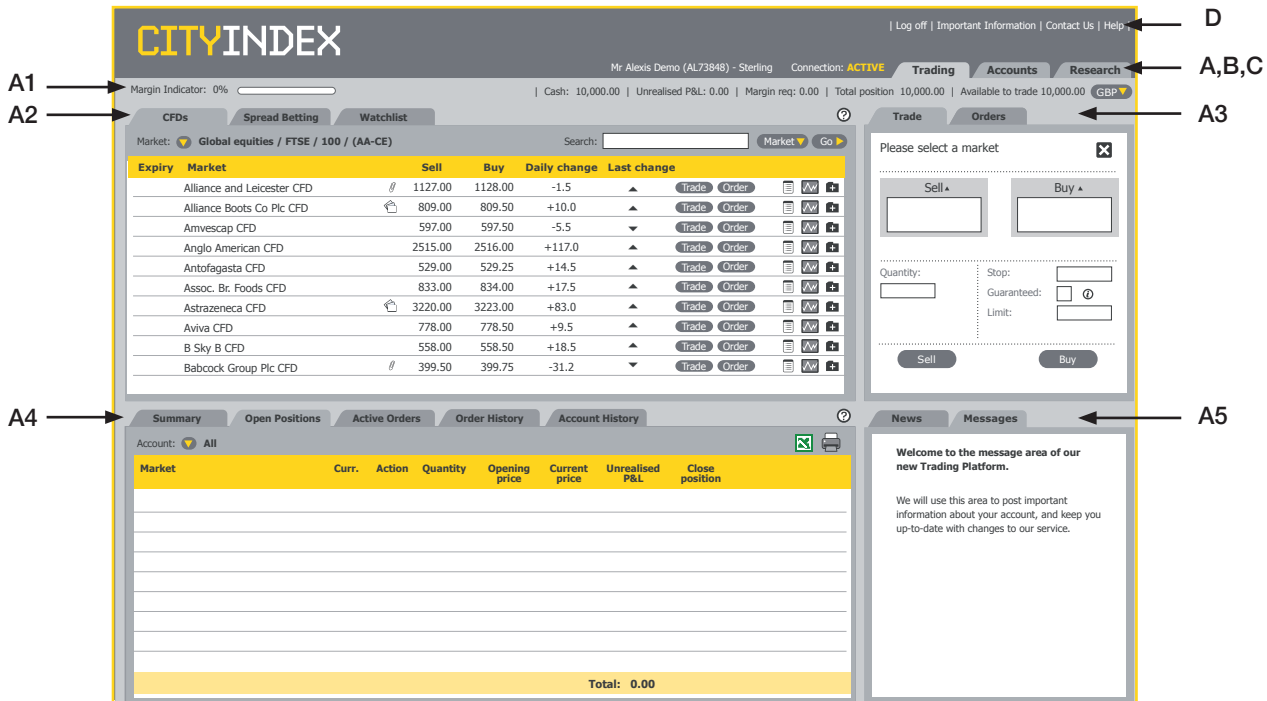 | Log off | Important Information | Contact Us | Help |
D
CITYINDEX
Mr Alexis Demo (AL73848) - Sterling Connection: ACTIVE Trading Accounts Research
A,B,C
A1
Margin Indicator: 0% | Cash: 10,000.00 | Unrealised P&L: 0.00 | Margin req: 0.00 | Total position 10,000.00 | Available to trade 10,000.00 GBP
A2
CFDs Spread Betting Watchlist
Trade Orders
A3
Market: Global equities / FTSE / 100 / (AA-CE) Search: Market Go
Expiry Market Sell Buy Daily change Last change
Alliance and Leicester CFD 1127.00 1128.00 -1.5 Trade Order
Alliance Boots Co Plc CFD 809.00 809.50 +10.0 Trade Order
Amvescap CFD 597.00 597.50 -5.5 Trade Order
Anglo American CFD 2515.00 2516.00 +117.0 Trade Order
Antofagasta CFD 529.00 529.25 +14.5 Trade Order
Assoc. Br. Foods CFD 833.00 834.00 +17.5 Trade Order
Astrazeneca CFD 3220.00 3223.00 +83.0 Trade Order
Aviva CFD 778.00 778.50 +9.5 Trade Order
B Sky B CFD 558.00 558.50 +18.5 Trade Order
Babcock Group Plc CFD 399.50 399.75 -31.2 Trade Order
Please select a market
Sell Buy
Quantity:
Stop:
Guaranteed:
Limit:
Sell Buy
A4
Summary Open Positions Active Orders Order History Account History
Account: All
Market Curr. Action Quantity Opening price Current price Unrealised P&L Close position
Total: 0.00
News Messages
A5
Welcome to the message area of our
new Trading Platform.
We will use this area to post important
information about your account, and keep you
up-to-date with changes to our service.